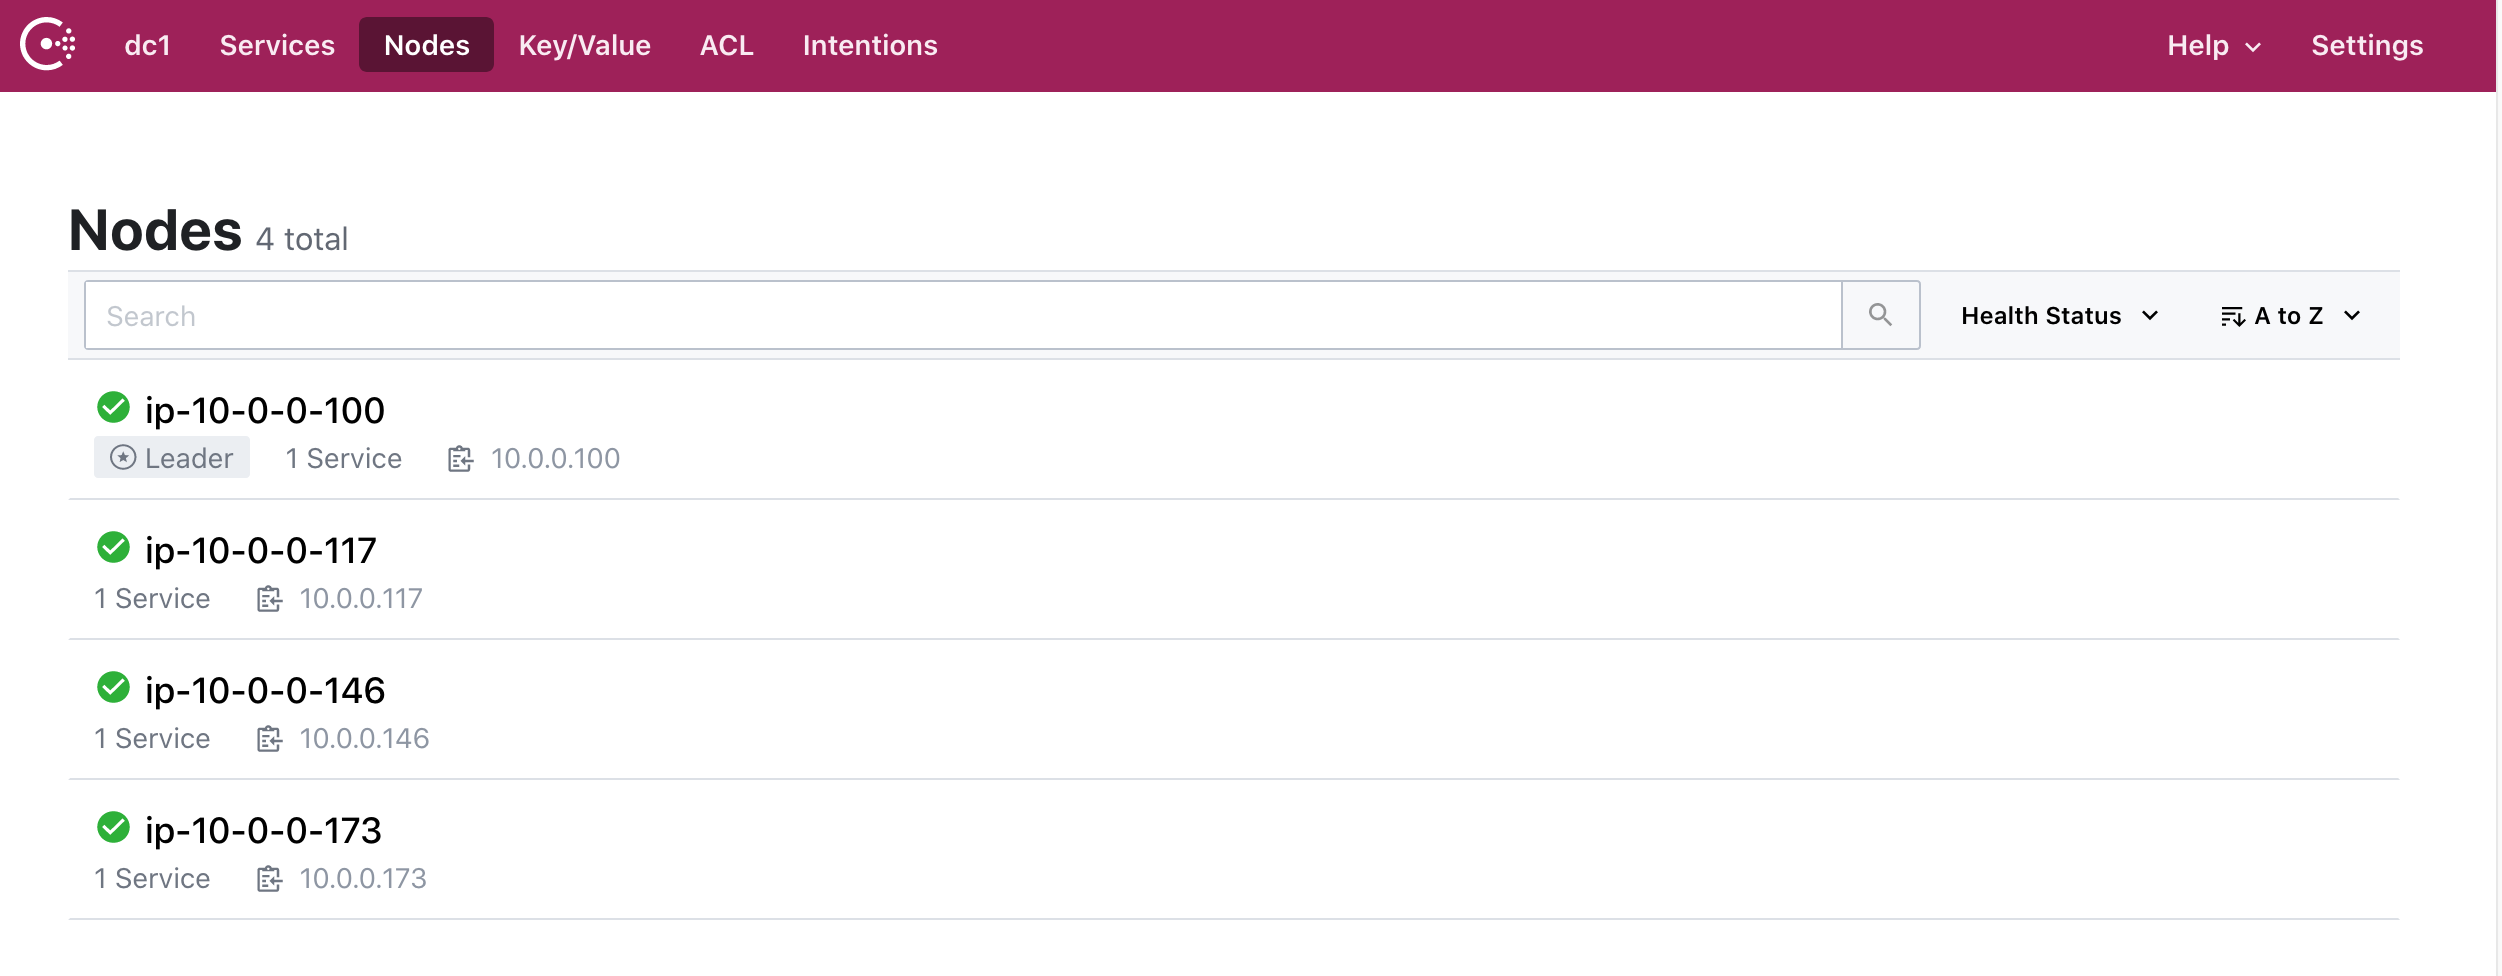 dc1 Services Nodes Key/Value ACL Intentions Help Settings
Nodes 4 total
Search Health Status A to Z
ip-10-0-0-100
Leader 1 Service 10.0.0.100
ip-10-0-0-117
1 Service 10.0.0.117
ip-10-0-0-146
1 Service 10.0.0.146
ip-10-0-0-173
1 Service 10.0.0.173